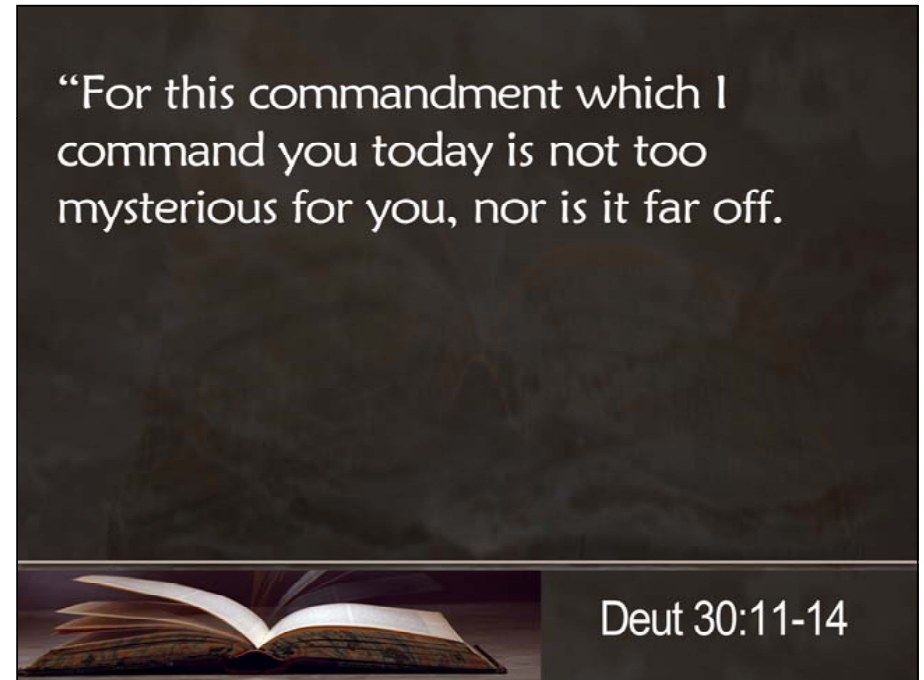 “For this commandment which I
command you today is not too
mysterious for you, nor is it far off.
Deut 30:11-14